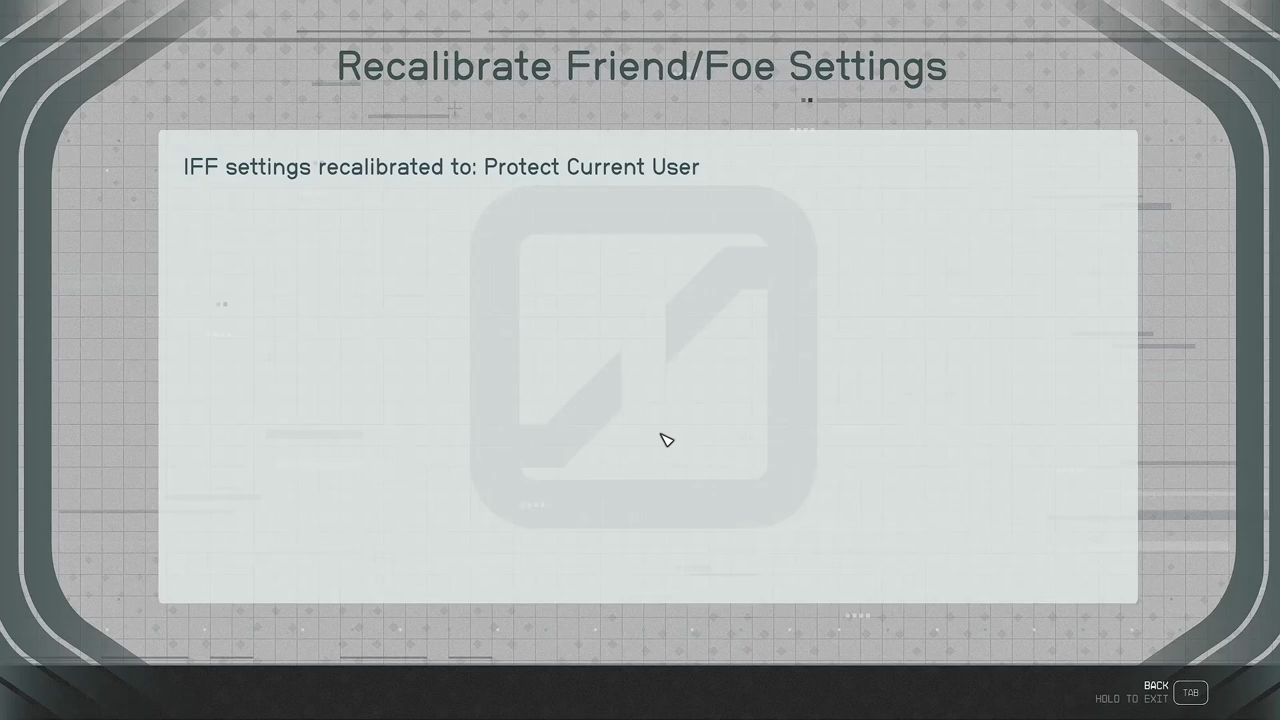 Recalibrate Friend/Foe Settings
IFF settings recalibrated to: Protect Current User
BACK
HOLD TO EXIT
TAB